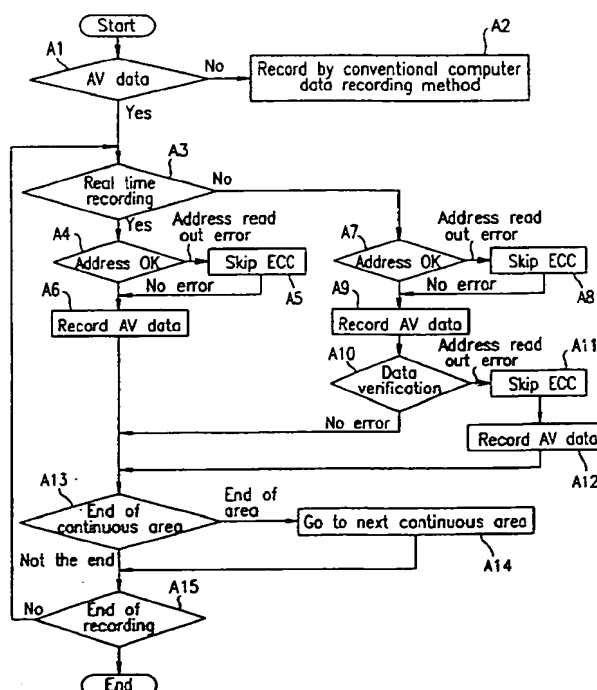 Start
A1
AV data
No
A2
Record by conventional computer
data recording method
Yes
A3
Real time
recording
No
Yes
A4
Address OK
Address read
out error
Skip ECC
A5
No error
A6
Record AV data
A7
Address OK
Address read
out error
Skip ECC
A8
No error
A9
Record AV data
A10
Data
verification
Address read
out error
A11
Skip ECC
No error
Record AV data
A12
A13
End of
continuous area
End of
area
Go to next continuous area
A14
Not the end
A15
End of
recording
No
End